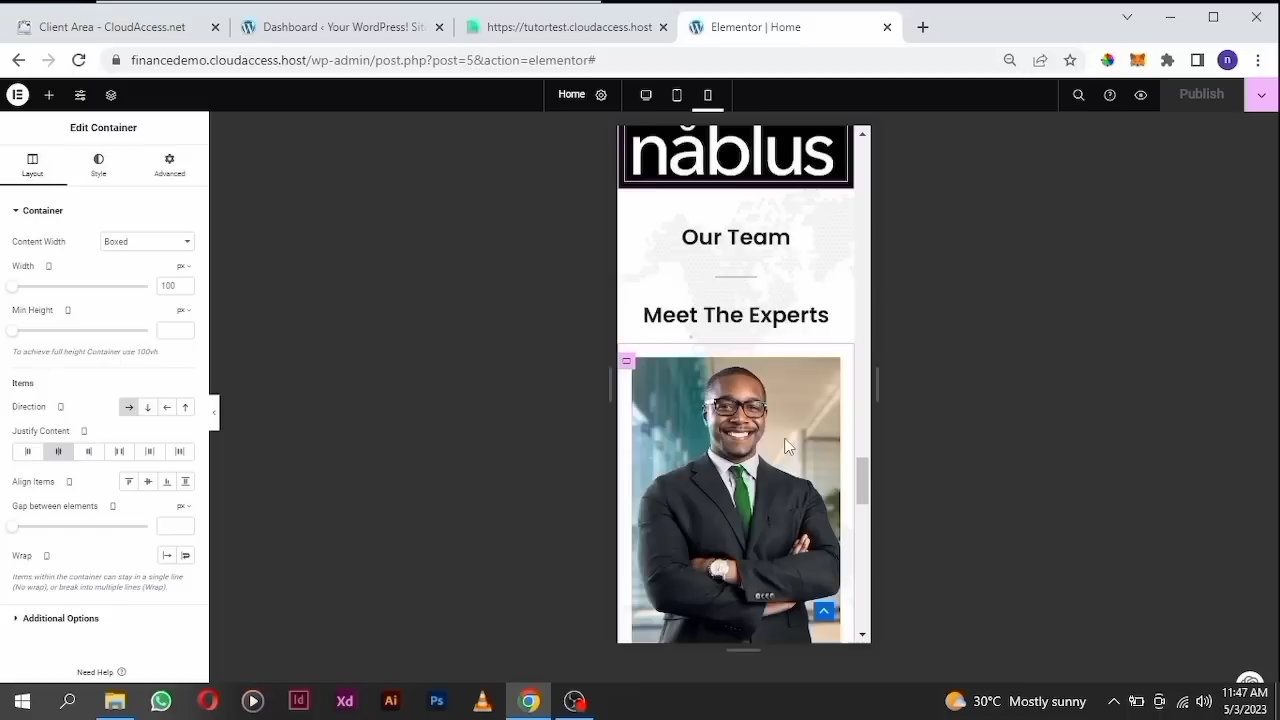 Client Area - CloudAccess.net
Dashboard ‹ Your WordPress! Sit
https://tutortest.cloudaccess.host
Elementor | Home
financedemo.cloudaccess.host/wp-admin/post.php?post=5&action=elementor#
n
Home
Publish
Edit Container
Layout
Style
Advanced
Container
Content Width
Boxed
Width
px
100
Min Height
px
To achieve full height Container use 100vh.
Items
Direction
Justify Content
Align Items
Gap between elements
px
Wrap
Items within the container can stay in a single line
(No wrap), or break into multiple lines (Wrap).
Additional Options
Need Help
nåblus
Our Team
Meet The Experts
Id
Xd
Ai
Ps
30°C Mostly sunny
11:47 AM
5/3/2023